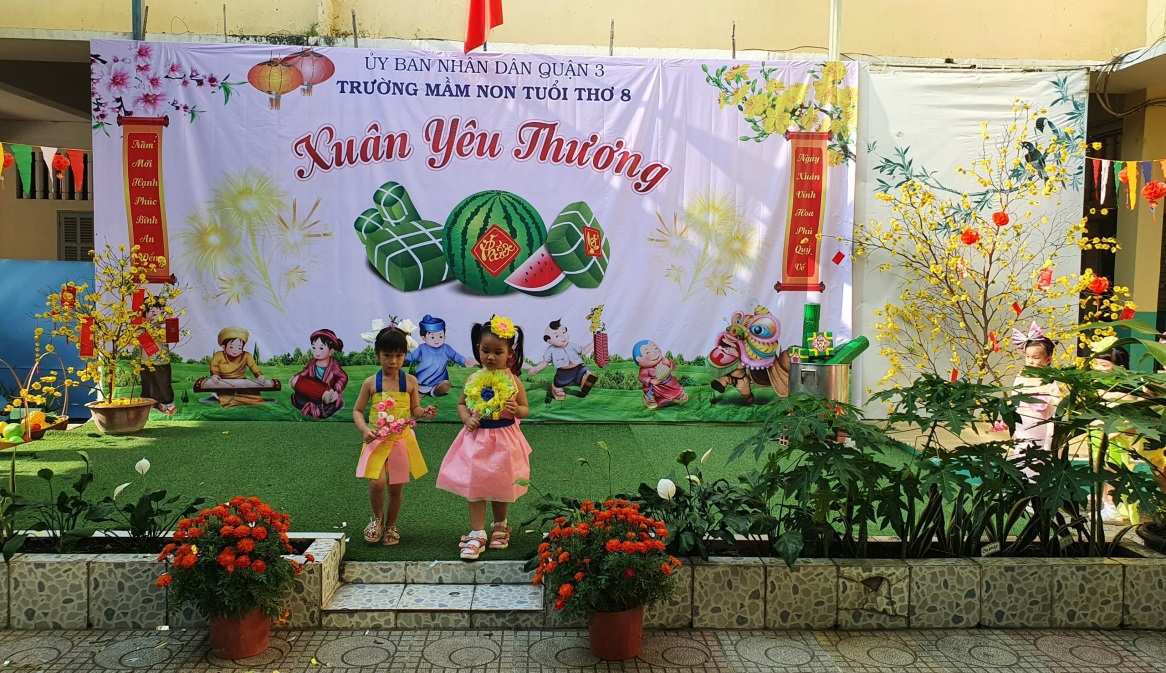 ỦY BAN NHÂN DÂN QUẬN 3
TRƯỜNG MẦM NON TUỔI THƠ 8
Xuân Yêu Thương
Năm
Mới
Hạnh
Phúc
Bình
An
Đến
Ngày
Xuân
Vinh
Hoa
Phú
Quý
Về